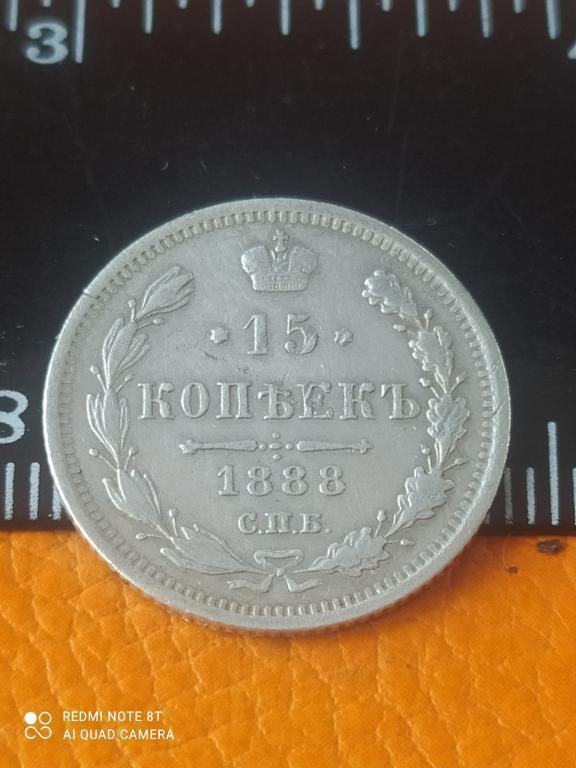 3
8
15
КОПѢЕКЪ
1888
С.П.Б.
REDMI NOTE 8T
AI QUAD CAMERA